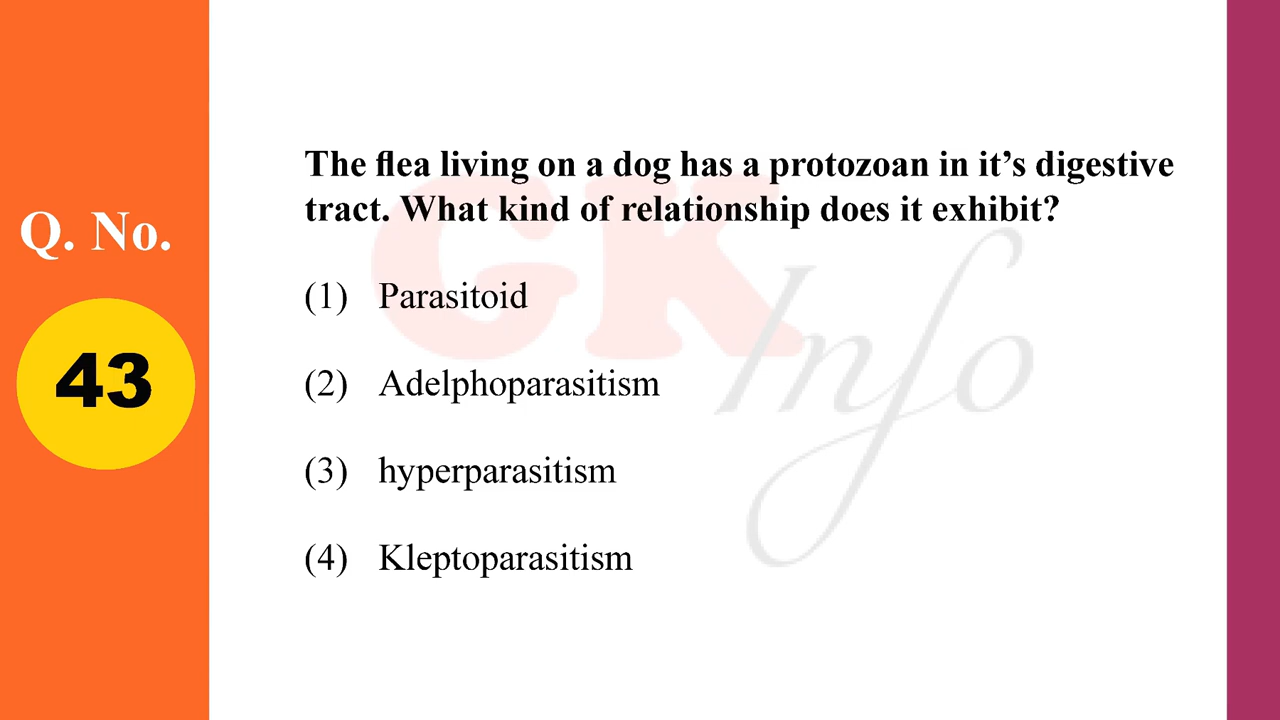 Q. No.
43
The flea living on a dog has a protozoan in it’s digestive
tract. What kind of relationship does it exhibit?
(1) Parasitoid
(2) Adelphoparasitism
(3) hyperparasitism
(4) Kleptoparasitism
GK
Info